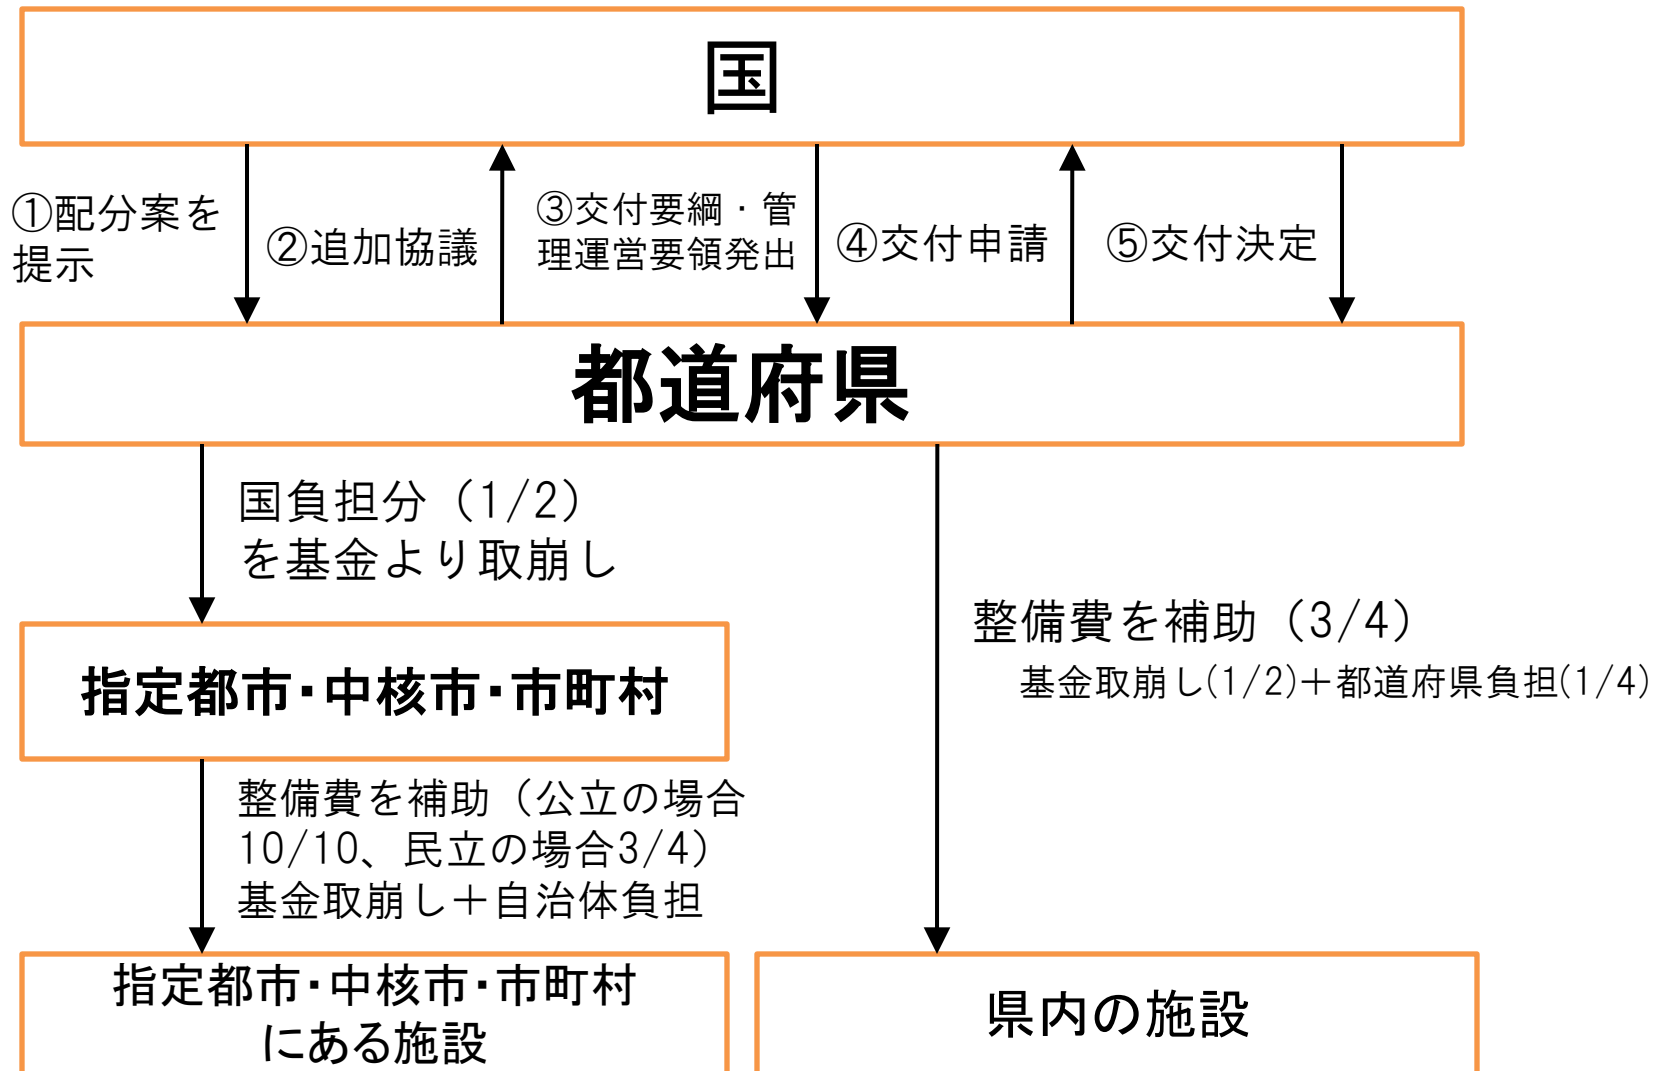 国
①配分案を
提示
②追加協議
③交付要綱・管
理運営要領発出
④交付申請
⑤交付決定
都道府県
国負担分（1/2）
を基金より取崩し
整備費を補助（3/4）
基金取崩し(1/2)＋都道府県負担(1/4)
指定都市・中核市・市町村
整備費を補助（公立の場合
10/10、民立の場合3/4）
基金取崩し＋自治体負担
指定都市・中核市・市町村
にある施設
県内の施設